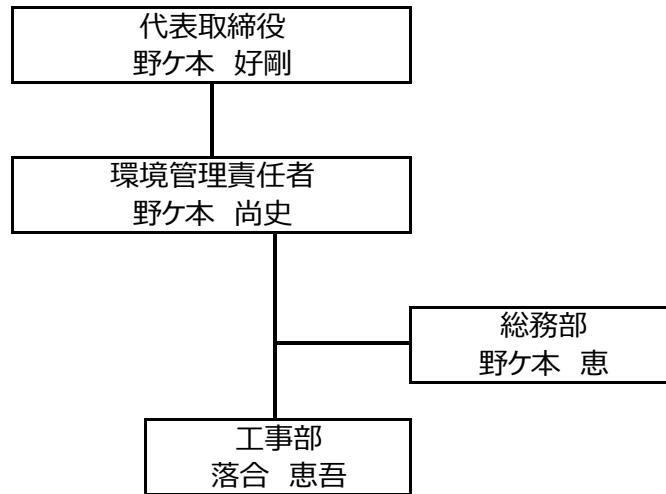 代表取締役
野ケ本 好剛
環境管理責任者
野ケ本 尚史
総務部
野ケ本 恵
工事部
落合 恵吾